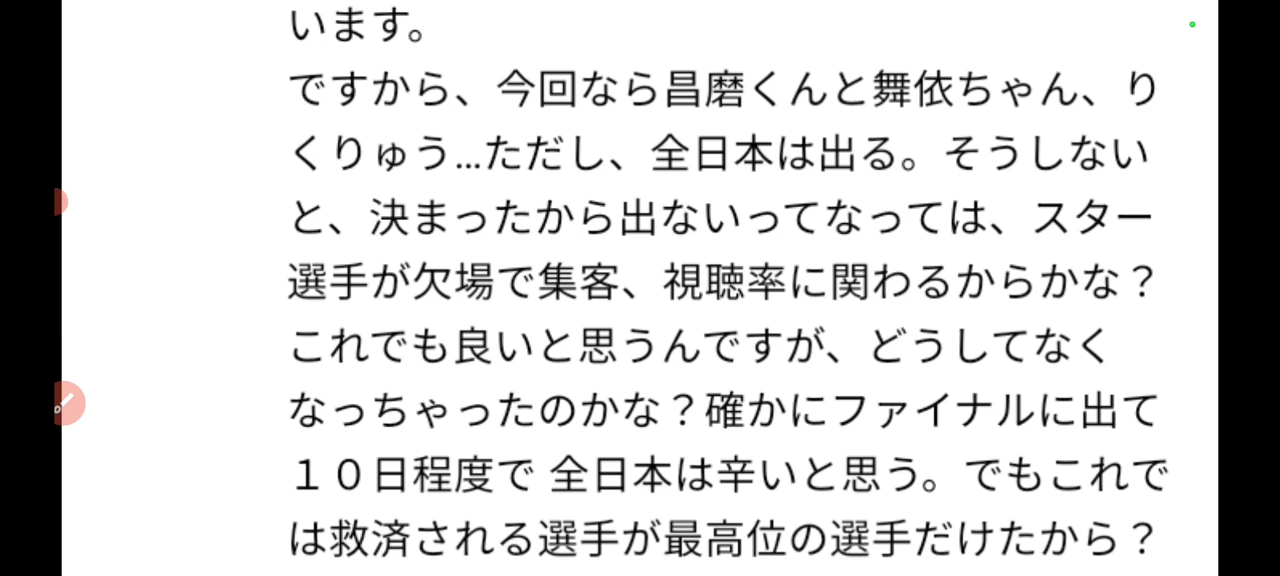 います。
ですから、今回なら昌磨くんと舞依ちゃん、り
くりゅう...ただし、全日本は出る。そうしない
と、決まったから出ないってなっては、スター
選手が欠場で集客、視聴率に関わるからかな？
これでも良いと思うんですが、どうしてなく
なっちゃったのかな？確かにファイナルに出て
１０日程度で 全日本は辛いと思う。でもこれで
は救済される選手が最高位の選手だけたから？